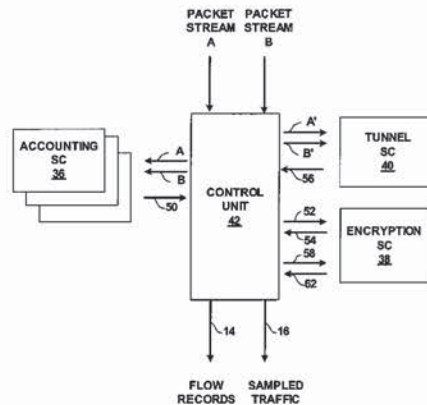 PACKET STREAM A
PACKET STREAM B
ACCOUNTING SC 36
A
B
50
CONTROL UNIT 42
A'
B'
56
TUNNEL SC 40
52
54
58
62
ENCRYPTION SC 38
14
16
FLOW RECORDS
SAMPLED TRAFFIC